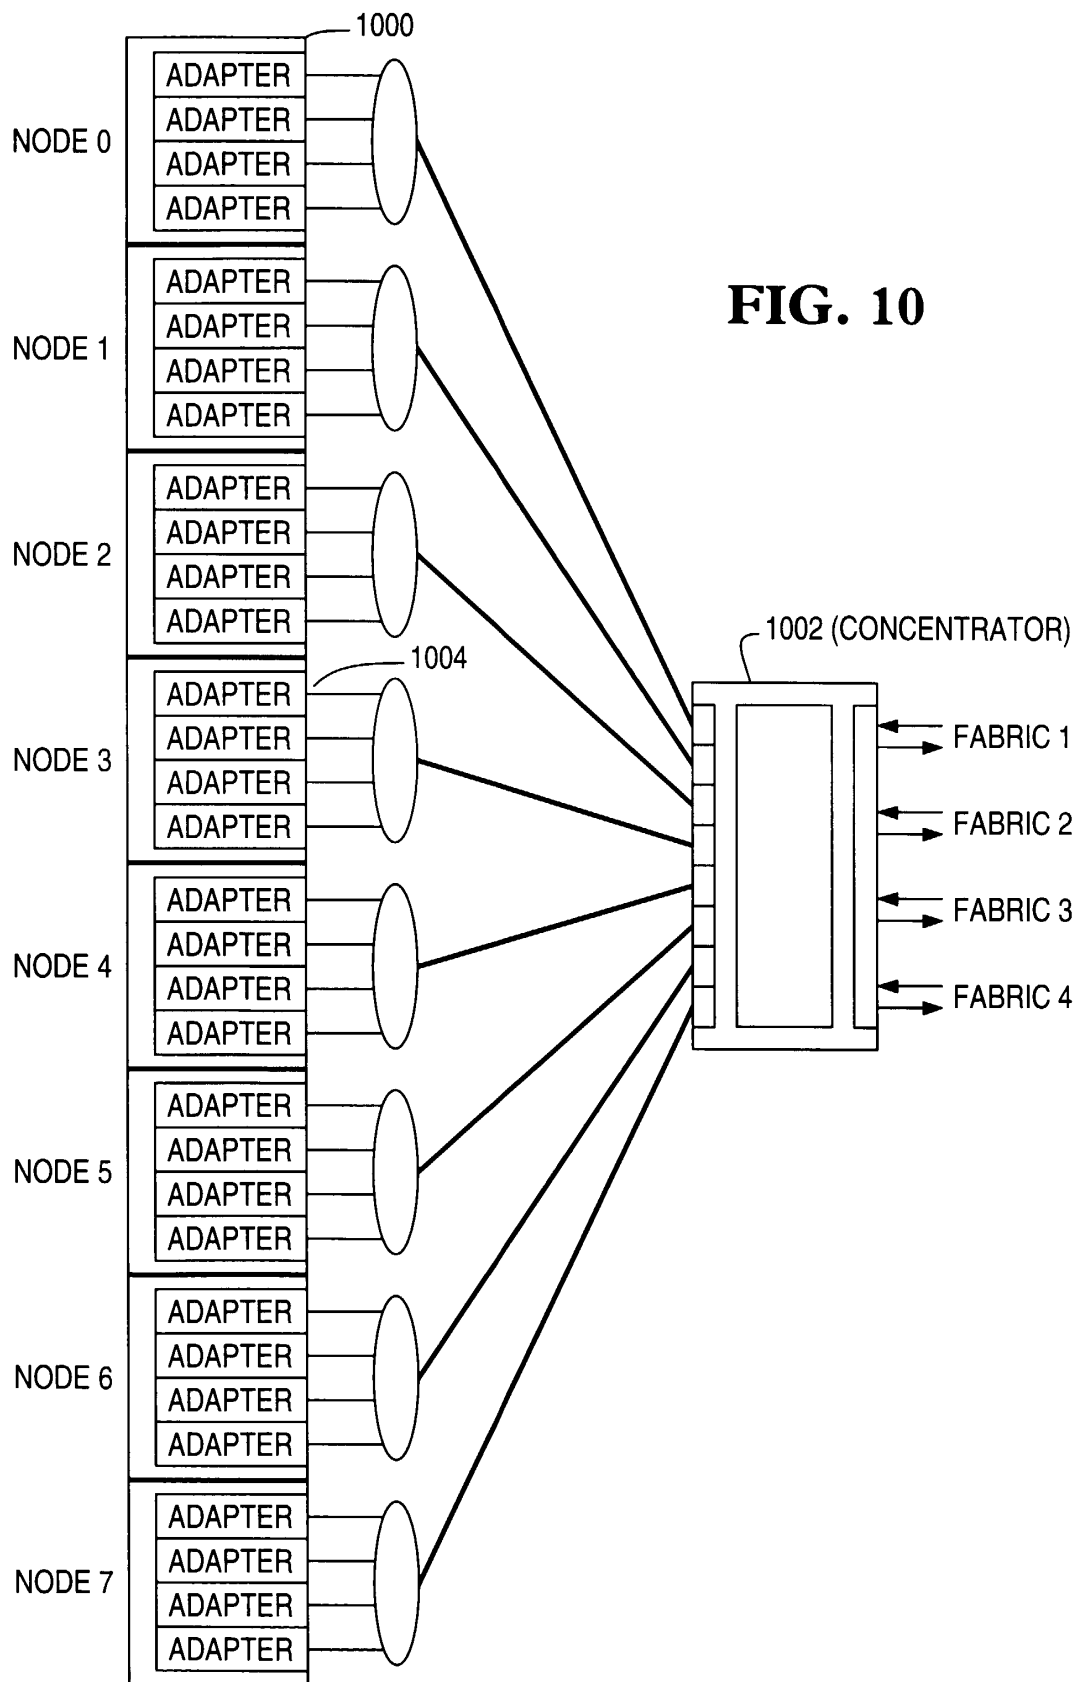 1000
ADAPTER
ADAPTER
NODE 0
ADAPTER
ADAPTER
ADAPTER
FIG. 10
ADAPTER
NODE 1
ADAPTER
ADAPTER
ADAPTER
ADAPTER
NODE 2
ADAPTER
ADAPTER
1002 (CONCENTRATOR)
1004
ADAPTER
ADAPTER
FABRIC 1
NODE 3
ADAPTER
ADAPTER
FABRIC 2
ADAPTER
FABRIC 3
ADAPTER
NODE 4
ADAPTER
FABRIC 4
ADAPTER
ADAPTER
ADAPTER
NODE 5
ADAPTER
ADAPTER
ADAPTER
ADAPTER
NODE 6
ADAPTER
ADAPTER
ADAPTER
ADAPTER
NODE 7
ADAPTER
ADAPTER